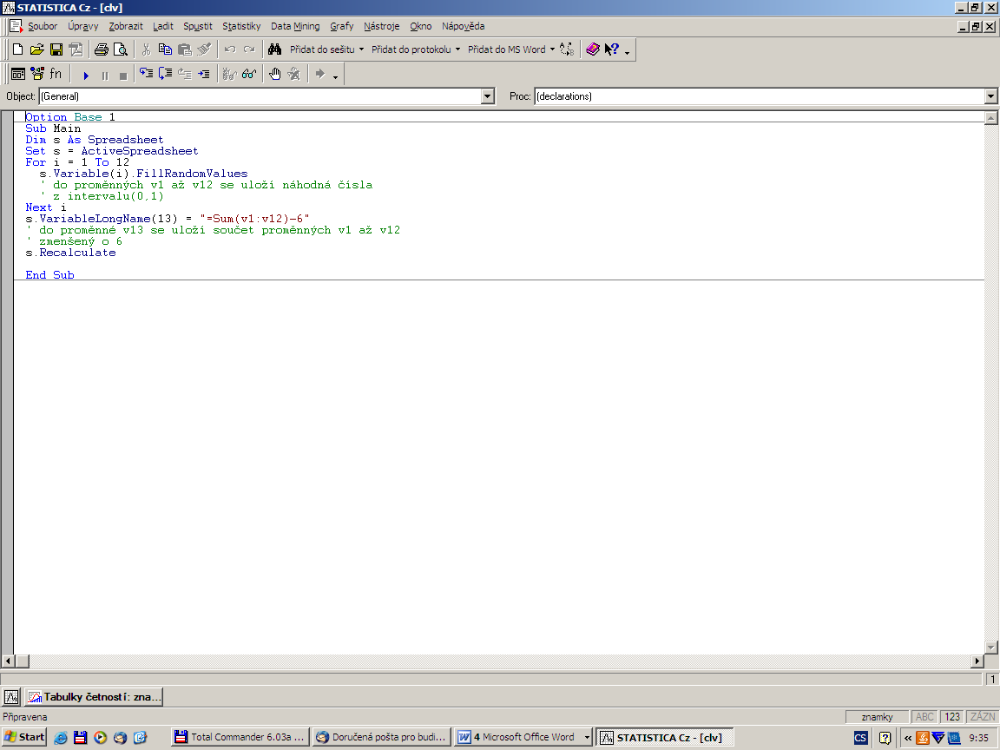 STATISTICA Cz - [clv]
Soubor Úpravy Zobrazit Ladit Spustit Statistiky Data Mining Grafy Nástroje Okno Nápověda
Přidat do sešitu Přidat do protokolu Přidat do MS Word
fn
Object: (General) Proc: (declarations)
Option Base 1
Sub Main
Dim s As Spreadsheet
Set s = ActiveSpreadsheet
For i = 1 To 12
s.Variable(i).FillRandomValues
' do proměnných v1 až v12 se uloží náhodná čísla
' z intervalu(0,1)
Next i
s.VariableLongName(13) = "=Sum(v1:v12)-6"
' do proměnné v13 se uloží součet proměnných v1 až v12
' zmenšený o 6
s.Recalculate
End Sub
1
Tabulky četností: zna...
Připravena znamky ABC 123 ZÁZN
Start Total Commander 6.03a ... Doručená pošta pro budi... 4 Microsoft Office Word STATISTICA Cz - [clv] CS « 9:35